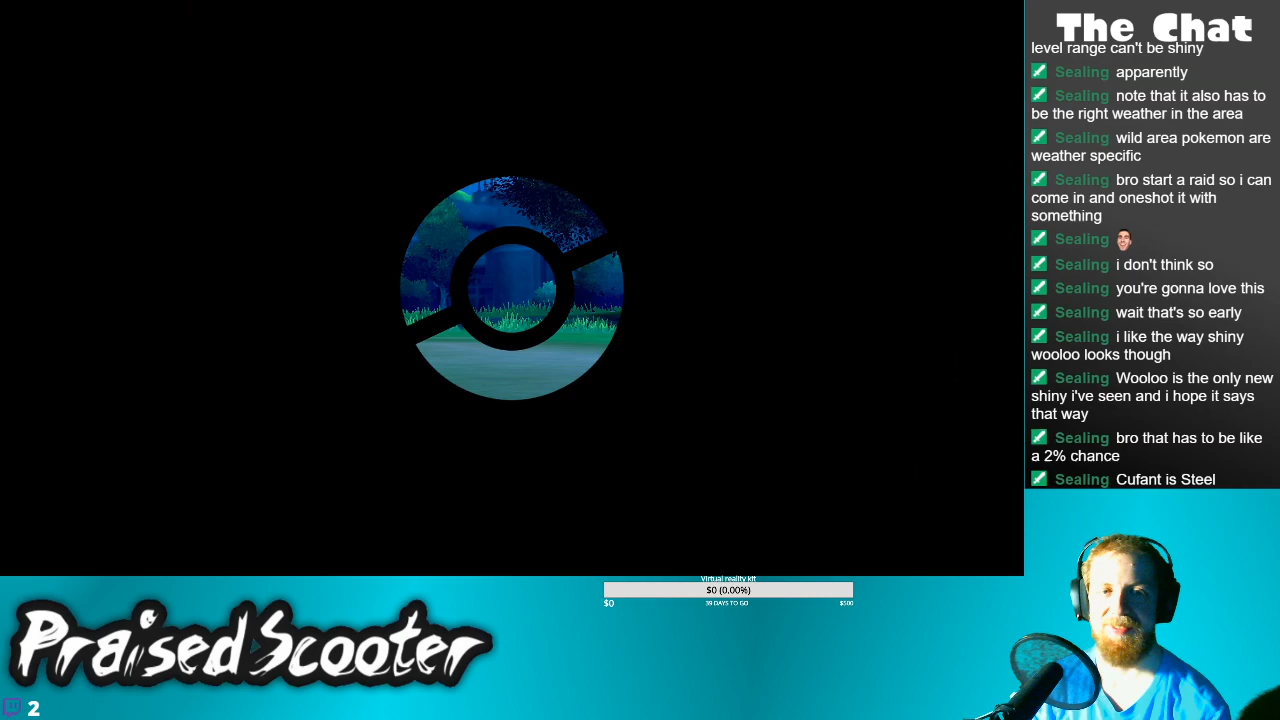 The Chat
level range can't be shiny
Sealing apparently
Sealing note that it also has to
be the right weather in the area
Sealing wild area pokemon are
weather specific
Sealing bro start a raid so i can
come in and oneshot it with
something
Sealing
Sealing i don't think so
Sealing you're gonna love this
Sealing wait that's so early
Sealing i like the way shiny
wooloo looks though
Sealing Wooloo is the only new
shiny i've seen and i hope it says
that way
Sealing bro that has to be like
a 2% chance
Sealing Cufant is Steel
Virtual reality kit
$0 (0.00%)
$0 39 DAYS TO GO $500
PraisedScooter
2